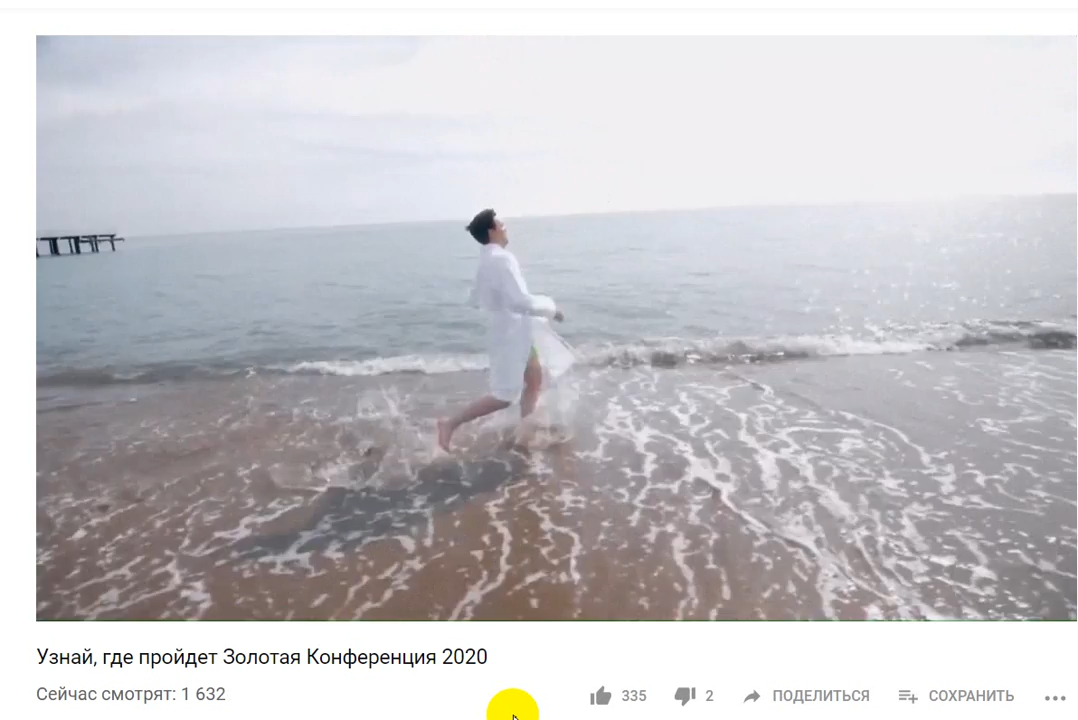 Узнай, где пройдет Золотая Конференция 2020
Сейчас смотрят: 1 632
335
2
ПОДЕЛИТЬСЯ
СОХРАНИТЬ